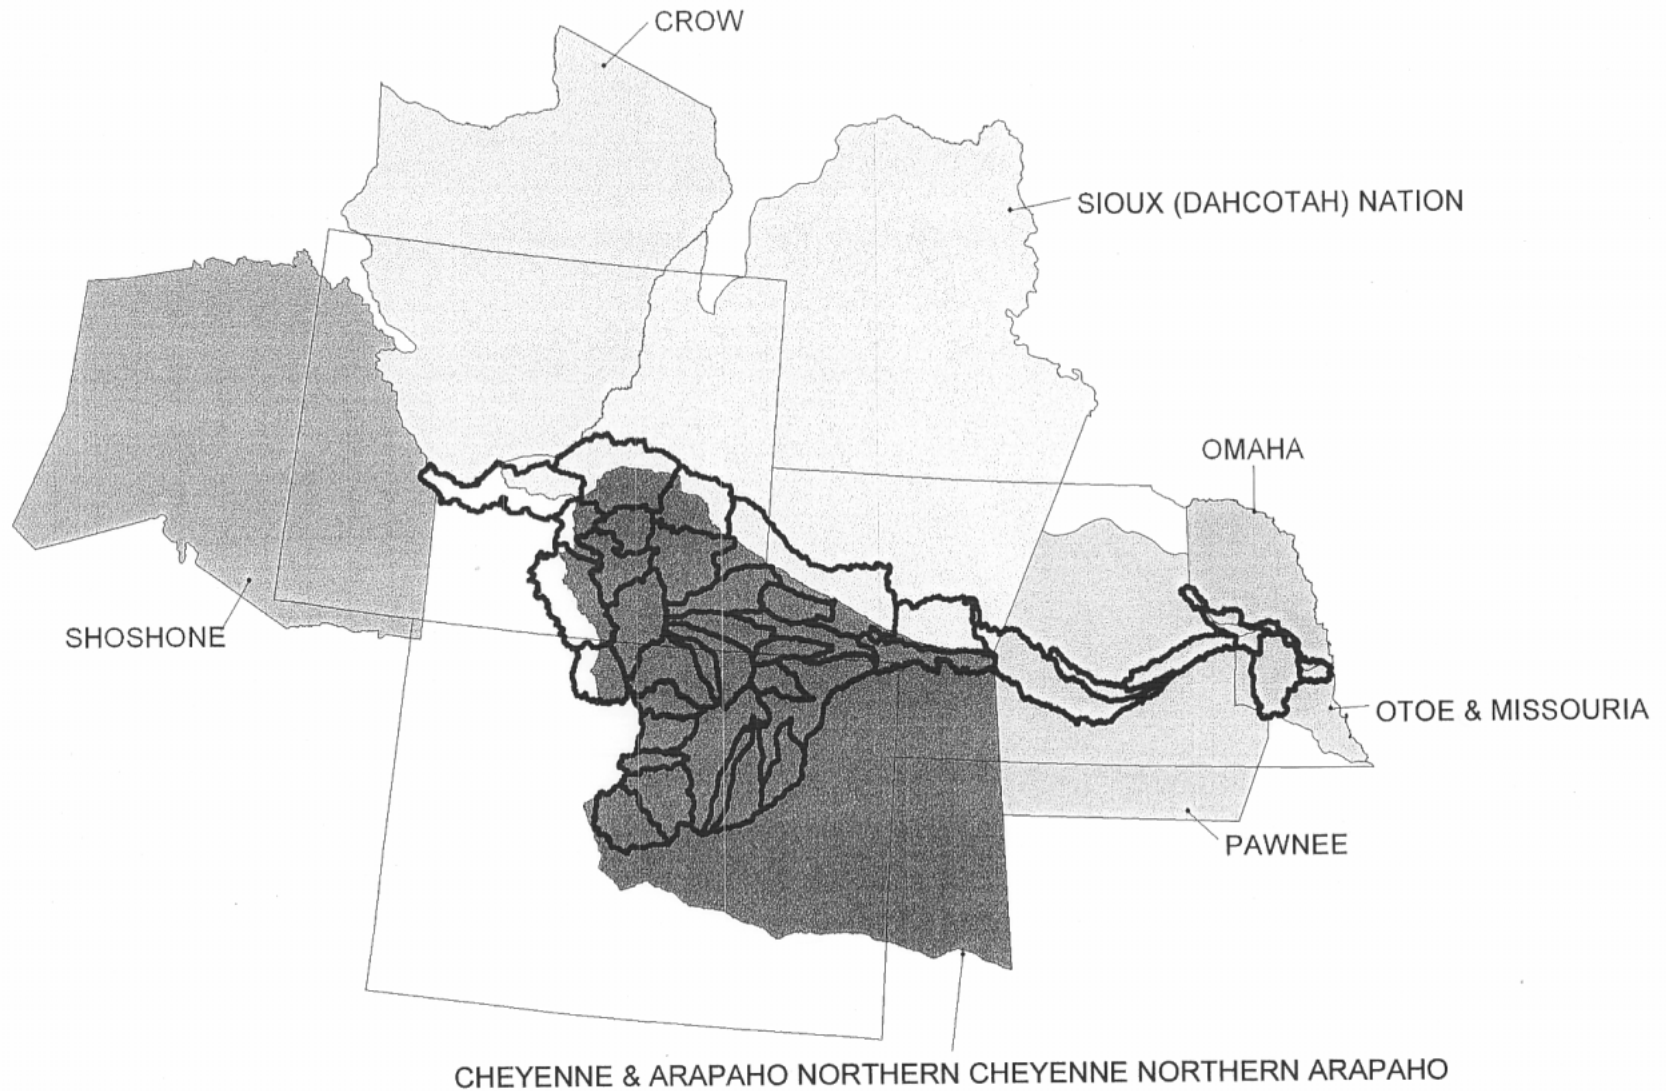 CROW
SIOUX (DAHCOTAH) NATION
OMAHA
SHOSHONE
OTOE & MISSOURIA
PAWNEE
CHEYENNE & ARAPAHO NORTHERN CHEYENNE NORTHERN ARAPAHO